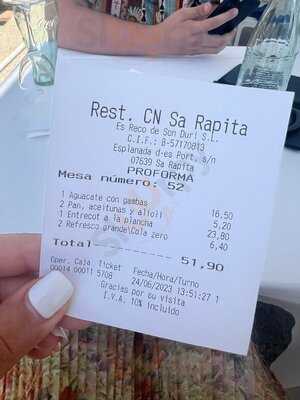 Rest. CN Sa Rapita
Es Reco de Son Durí S.L.
C.I.F.: B-57170813
Esplanada d-es Port, s/n
07639 Sa Rapita
PROFORMA
Mesa número: 52
1 Aguacate con gambas 16,50
2 Pan, aceitunas y alioli 5,20
1 Entrecot a la plancha 23,80
2 Refresco grande\Cola zero 6,40
Total 51,90
Oper. Caja Ticket Fecha/Hora/Turno
00014 00011 5708 24/06/2023 13:51:27 1
Gracias por su visita
I.V.A. 10% incluido